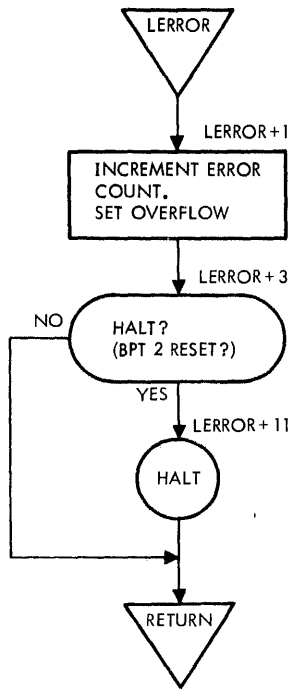 LERROR
LERROR+1
INCREMENT ERROR
COUNT.
SET OVERFLOW
LERROR+3
NO
HALT?
(BPT 2 RESET?)
YES
LERROR+11
HALT
RETURN